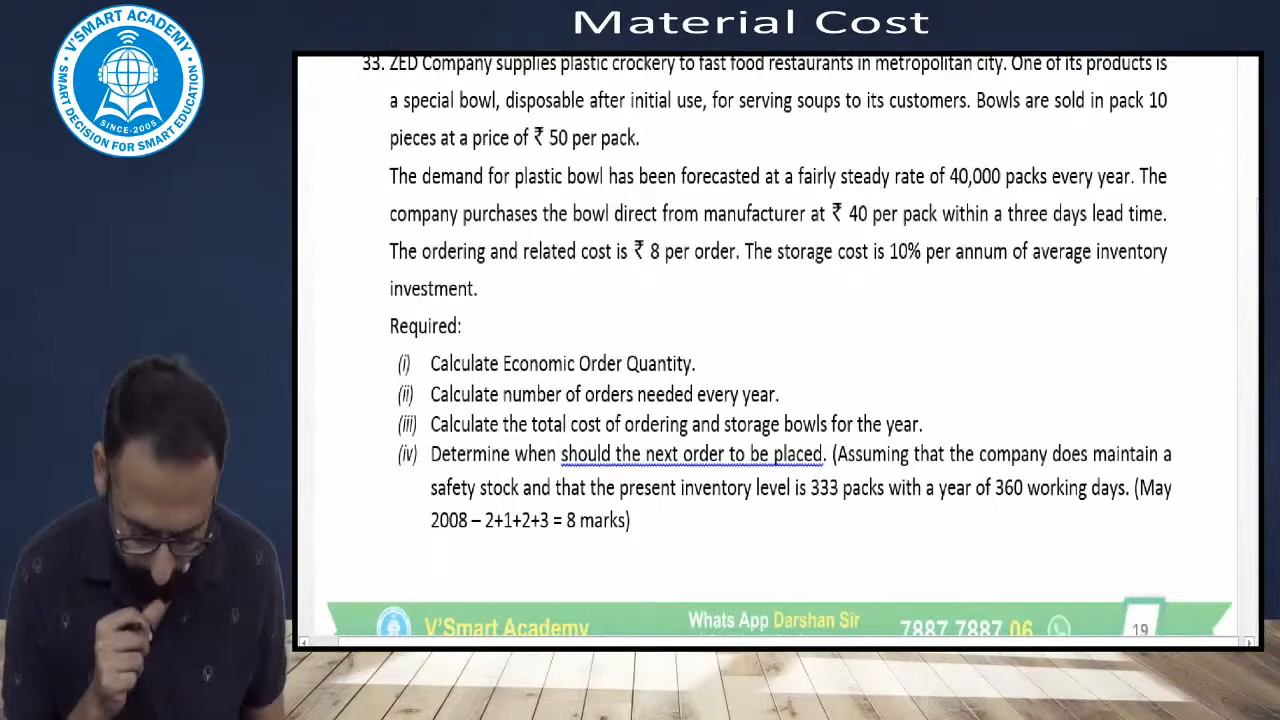 Material Cost
V'SMART ACADEMY
SINCE-2005
SMART DECISION FOR SMART EDUCATION
33. ZED Company supplies plastic crockery to fast food restaurants in metropolitan city. One of its products is
a special bowl, disposable after initial use, for serving soups to its customers. Bowls are sold in pack 10
pieces at a price of ₹ 50 per pack.
The demand for plastic bowl has been forecasted at a fairly steady rate of 40,000 packs every year. The
company purchases the bowl direct from manufacturer at ₹ 40 per pack within a three days lead time.
The ordering and related cost is ₹ 8 per order. The storage cost is 10% per annum of average inventory
investment.
Required:
(i) Calculate Economic Order Quantity.
(ii) Calculate number of orders needed every year.
(iii) Calculate the total cost of ordering and storage bowls for the year.
(iv) Determine when should the next order to be placed. (Assuming that the company does maintain a
safety stock and that the present inventory level is 333 packs with a year of 360 working days. (May
2008 – 2+1+2+3 = 8 marks)
V'Smart Academy
Whats App Darshan Sir
7887 7887 06
19